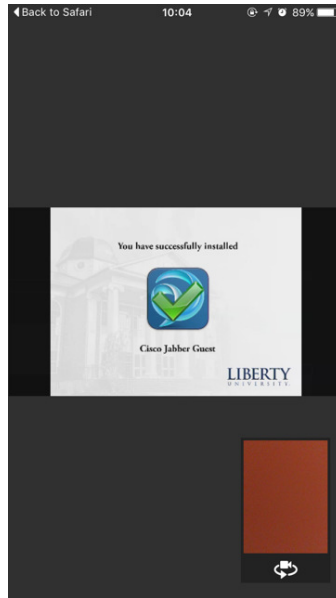 Back to Safari 10:04 89%
You have successfully installed
Cisco Jabber Guest
LIBERTY
UNIVERSITY